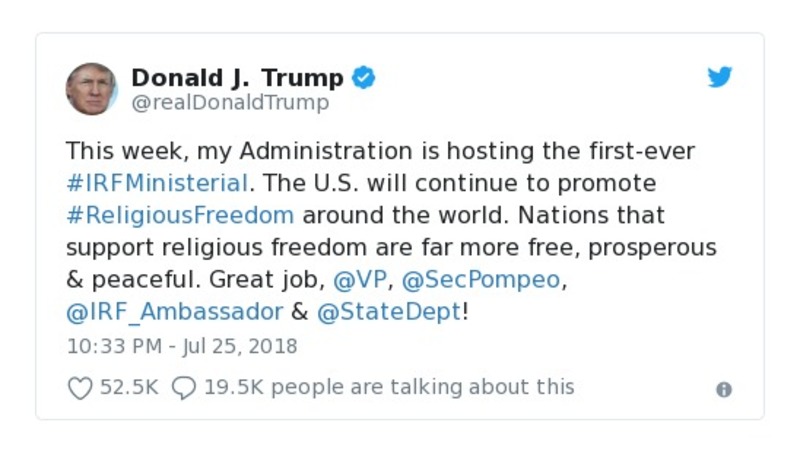 Donald J. Trump
@realDonaldTrump
This week, my Administration is hosting the first-ever
#IRFMinisterial. The U.S. will continue to promote
#ReligiousFreedom around the world. Nations that
support religious freedom are far more free, prosperous
& peaceful. Great job, @VP, @SecPompeo,
@IRF_Ambassador & @StateDept!
10:33 PM - Jul 25, 2018
52.5K 19.5K people are talking about this